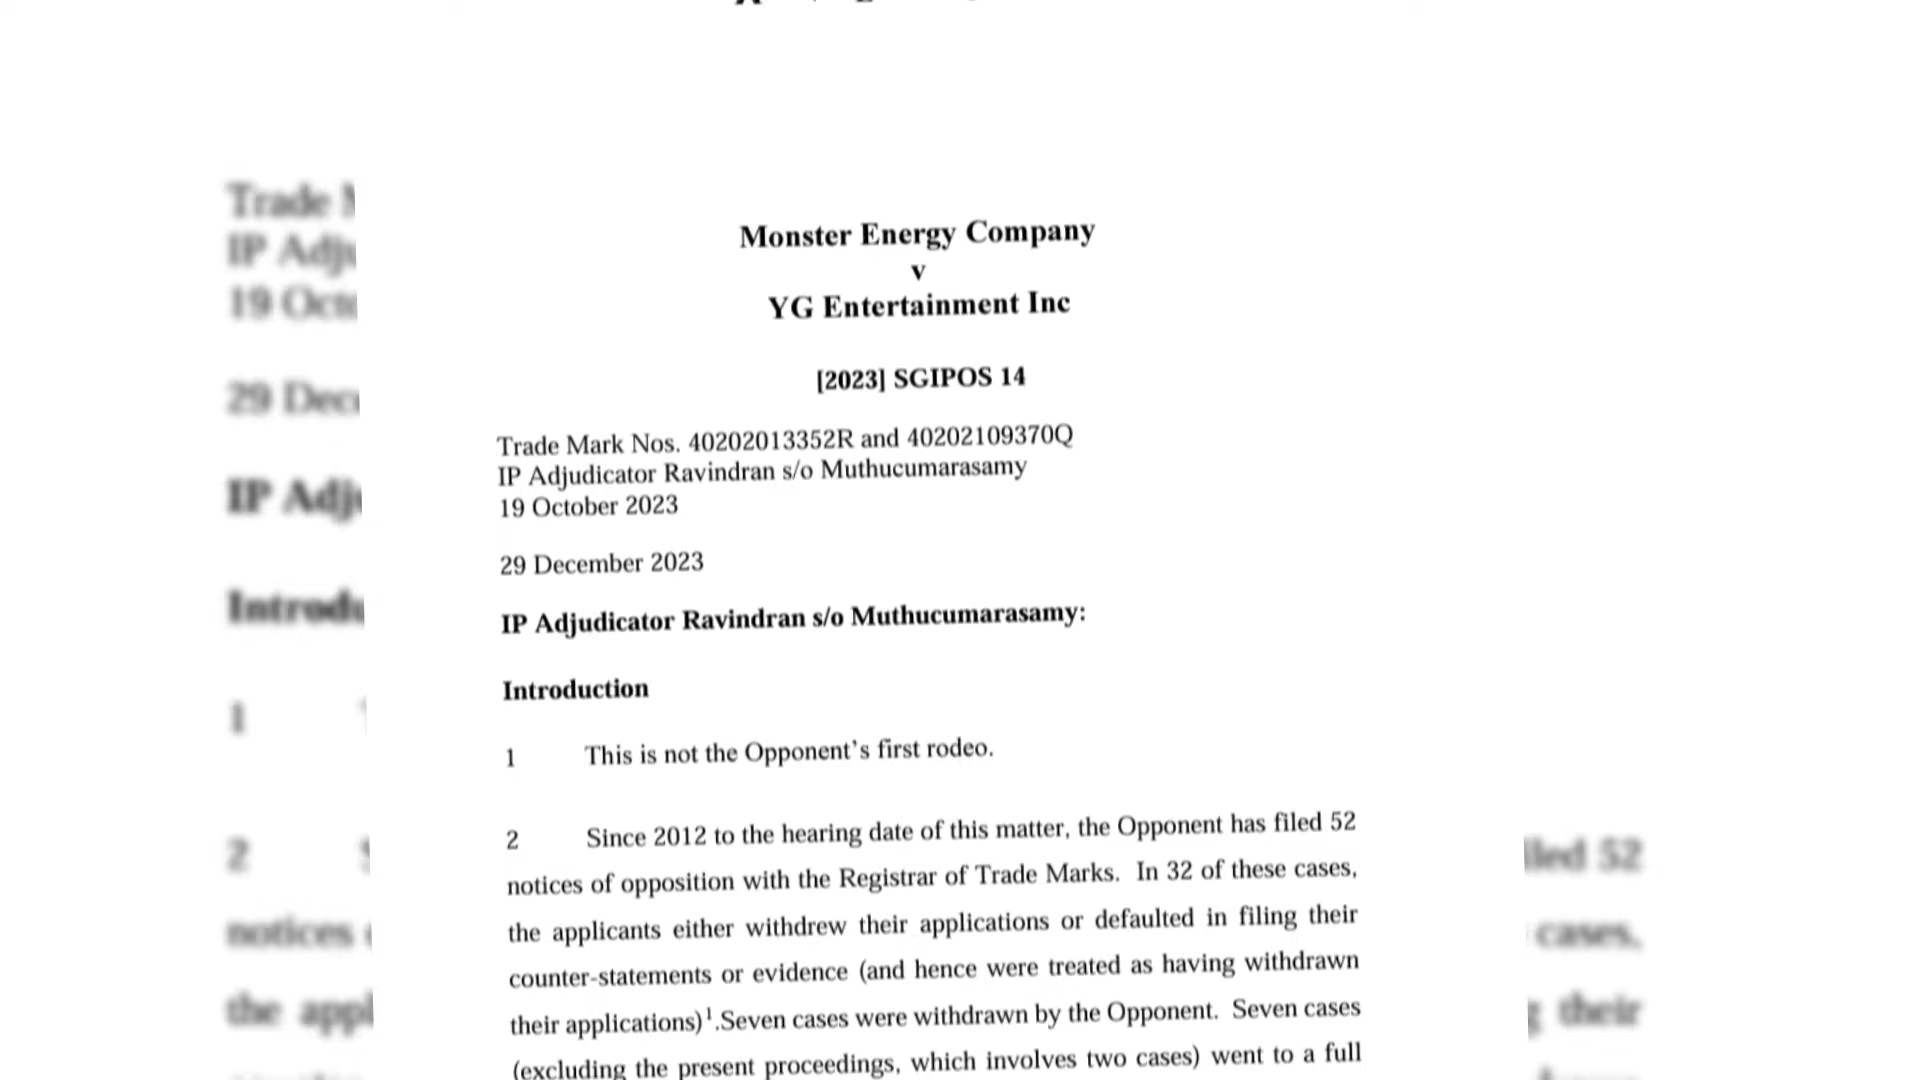 Monster Energy Company
v
YG Entertainment Inc
[2023] SGIPOS 14
Trade Mark Nos. 40202013352R and 40202109370Q
IP Adjudicator Ravindran s/o Muthucumarasamy
19 October 2023
29 December 2023
IP Adjudicator Ravindran s/o Muthucumarasamy:
Introduction
1 This is not the Opponent’s first rodeo.
2 Since 2012 to the hearing date of this matter, the Opponent has filed 52
notices of opposition with the Registrar of Trade Marks. In 32 of these cases,
the applicants either withdrew their applications or defaulted in filing their
counter-statements or evidence (and hence were treated as having withdrawn
their applications)¹.Seven cases were withdrawn by the Opponent. Seven cases
(excluding the present proceedings, which involves two cases) went to a full